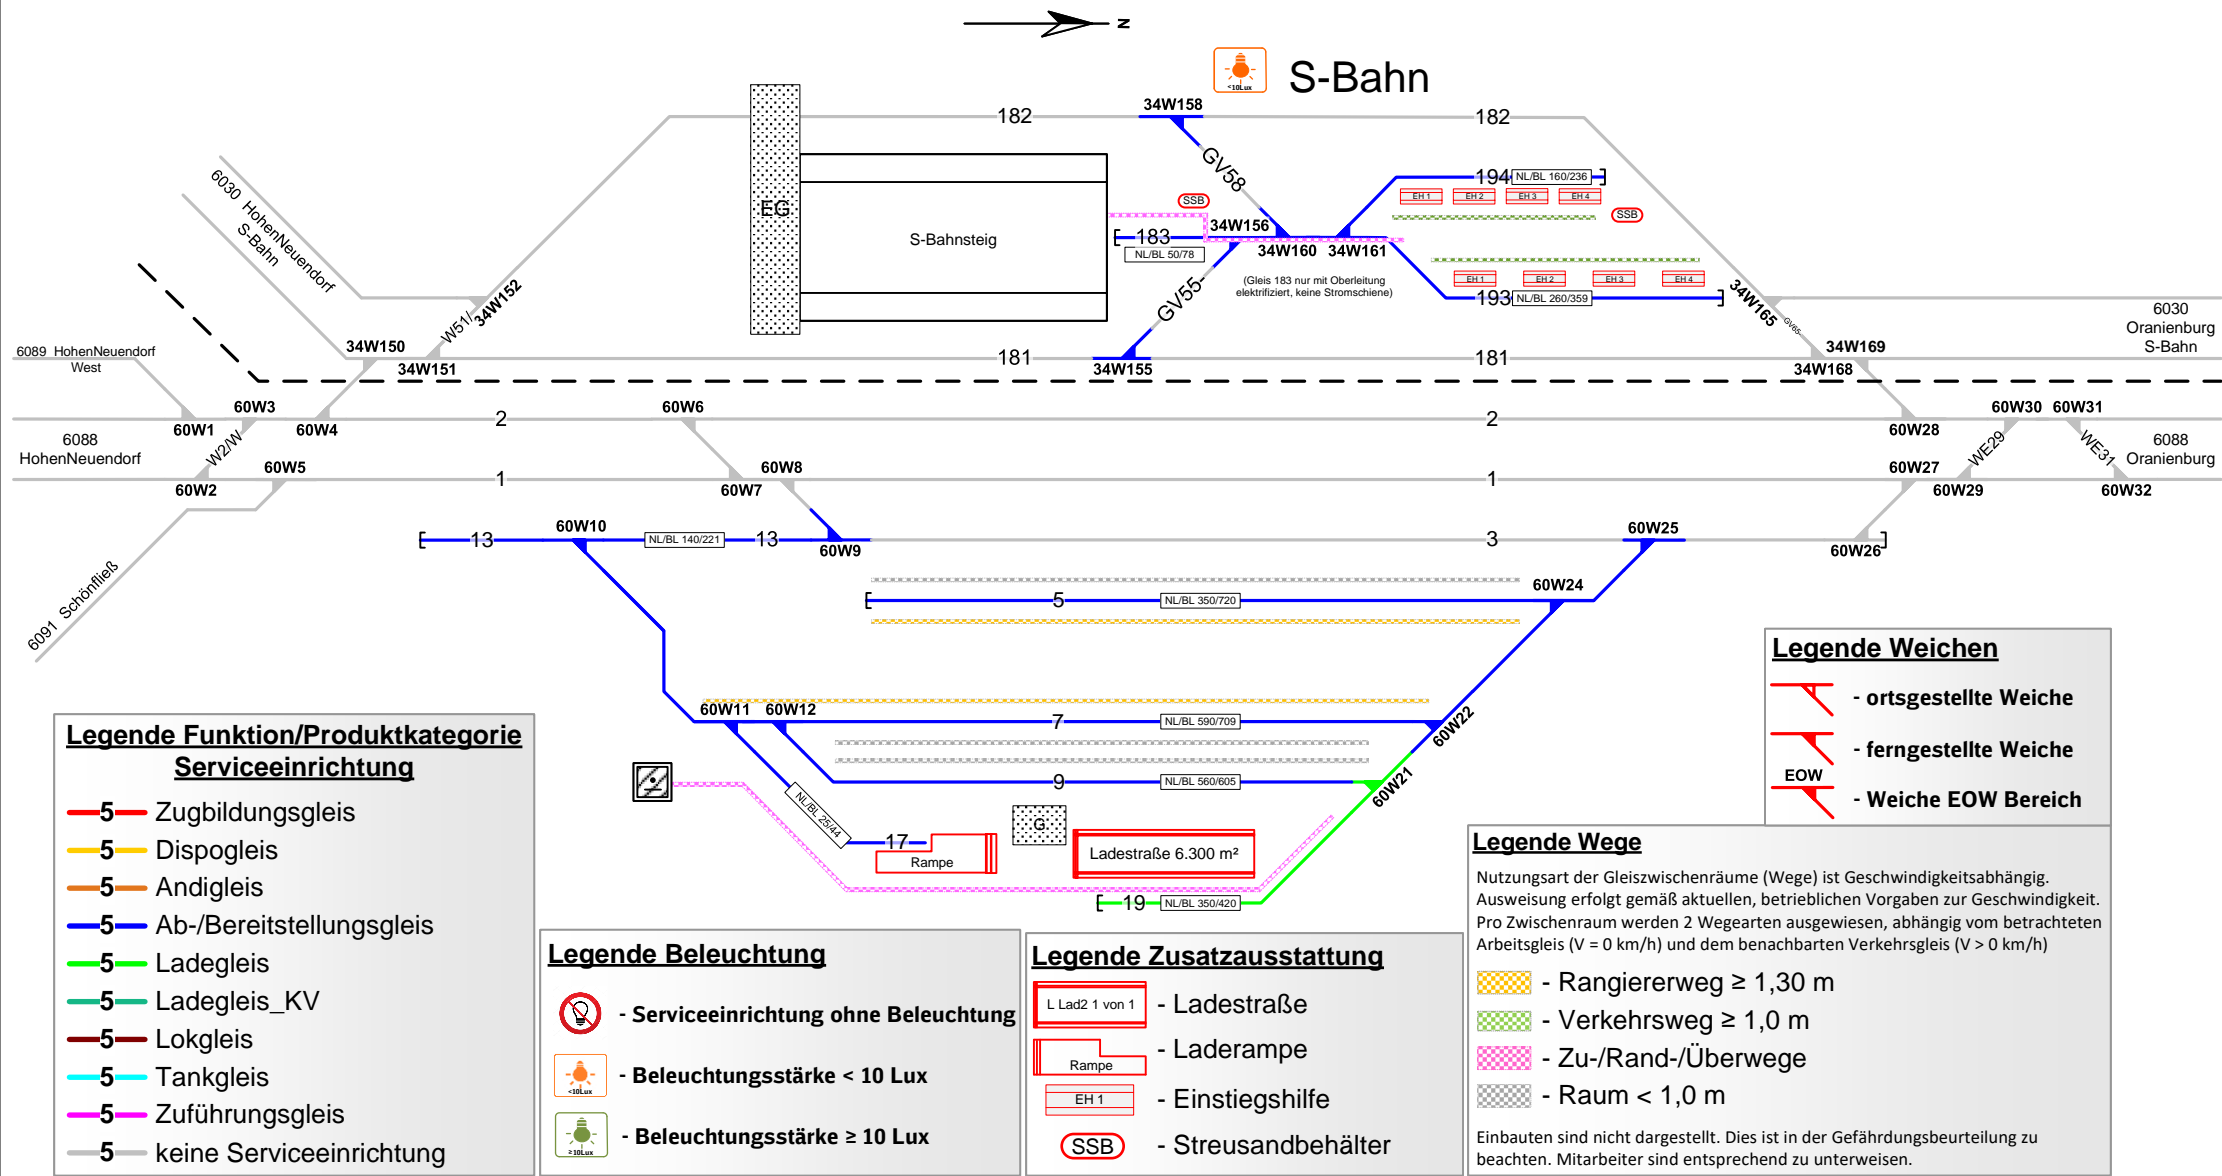 N
<10Lux
S-Bahn
182
34W158
182
6030 HohenNeuendorf
S-Bahn
GV58
194
NL/BL 160/236
EH 1
EH 2
EH 3
EH 4
SSB
SSB
EG
S-Bahnsteig
183
NL/BL 50/78
34W156
34W160
34W161
(Gleis 183 nur mit Oberleitung
elektrifiziert, keine Stromschiene)
EH 1
EH 2
EH 3
EH 4
193
NL/BL 260/359
GV55
W51/
34W152
34W165
GV65
6030
Oranienburg
S-Bahn
6089 HohenNeuendorf
West
34W150
34W151
181
34W155
181
34W169
34W168
60W3
60W1
60W4
2
60W6
2
60W30
60W31
60W28
6088
HohenNeuendorf
W2/W
WE29
WE31
6088
Oranienburg
60W5
60W2
1
60W8
60W7
1
60W27
60W29
60W32
6091 Schönfließ
13
60W10
NL/BL 140/221
13
60W9
3
60W25
60W26
5
NL/BL 350/720
60W24
60W11
60W12
7
NL/BL 590/709
60W22
9
NL/BL 560/605
60W21
NL/BL 25/44
17
Rampe
G
Ladestraße 6.300 m²
19
NL/BL 350/420
Legende Funktion/Produktkategorie
Serviceeinrichtung
5 Zugbildungsgleis
5 Dispogleis
5 Andigleis
5 Ab-/Bereitstellungsgleis
5 Ladegleis
5 Ladegleis_KV
5 Lokgleis
5 Tankgleis
5 Zuführungsgleis
5 keine Serviceeinrichtung
Legende Beleuchtung
- Serviceeinrichtung ohne Beleuchtung
<10Lux
- Beleuchtungsstärke < 10 Lux
≥10Lux
- Beleuchtungsstärke ≥ 10 Lux
Legende Zusatzausstattung
L Lad2 1 von 1 - Ladestraße
Rampe - Laderampe
EH 1 - Einstiegshilfe
SSB - Streusandbehälter
Legende Weichen
- ortsgestellte Weiche
- ferngestellte Weiche
EOW
- Weiche EOW Bereich
Legende Wege
Nutzungsart der Gleiszwischenräume (Wege) ist Geschwindigkeitsabhängig.
Ausweisung erfolgt gemäß aktuellen, betrieblichen Vorgaben zur Geschwindigkeit.
Pro Zwischenraum werden 2 Wegearten ausgewiesen, abhängig vom betrachteten
Arbeitsgleis (V = 0 km/h) und dem benachbarten Verkehrsgleis (V > 0 km/h)
- Rangiererweg ≥ 1,30 m
- Verkehrsweg ≥ 1,0 m
- Zu-/Rand-/Überwege
- Raum < 1,0 m
Einbauten sind nicht dargestellt. Dies ist in der Gefährdungsbeurteilung zu
beachten. Mitarbeiter sind entsprechend zu unterweisen.